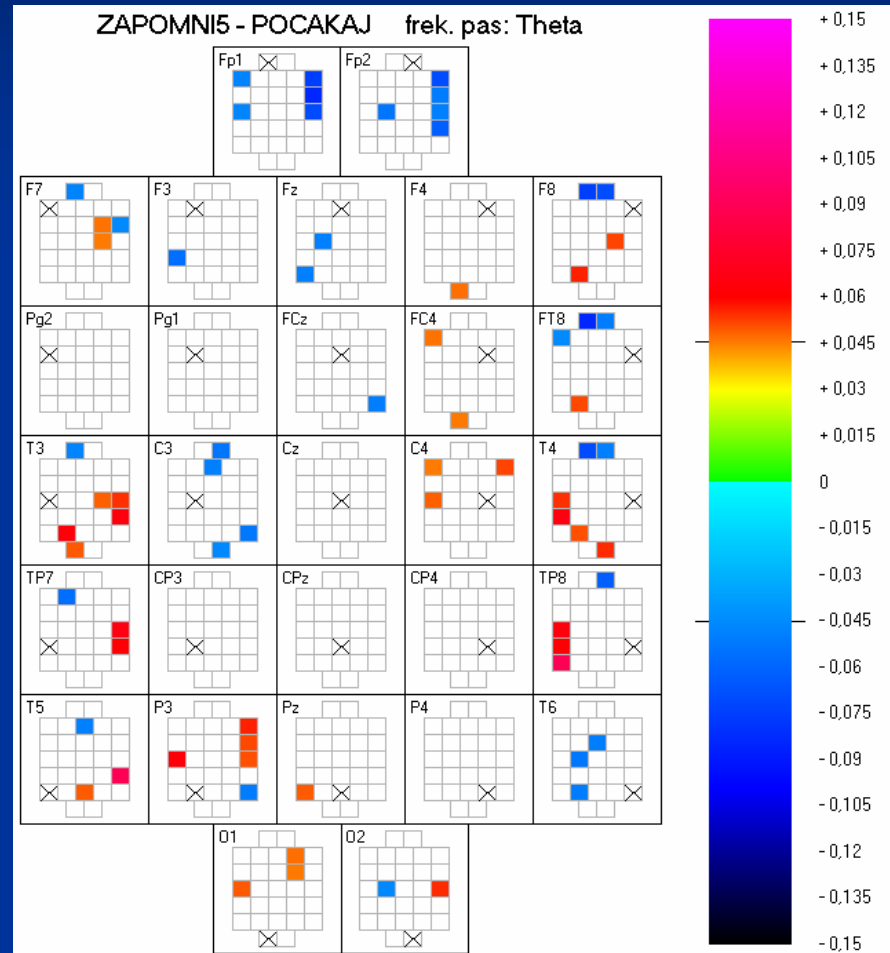 ZAPOMNI5 - POCAKAJ frek. pas: Theta
Fp1 Fp2
F7 F3 Fz F4 F8
Pg2 Pg1 FCz FC4 FT8
T3 C3 Cz C4 T4
TP7 CP3 CPz CP4 TP8
T5 P3 Pz P4 T6
O1 O2
+ 0,15
+ 0,135
+ 0,12
+ 0,105
+ 0,09
+ 0,075
+ 0,06
+ 0,045
+ 0,03
+ 0,015
0
- 0,015
- 0,03
- 0,045
- 0,06
- 0,075
- 0,09
- 0,105
- 0,12
- 0,135
- 0,15